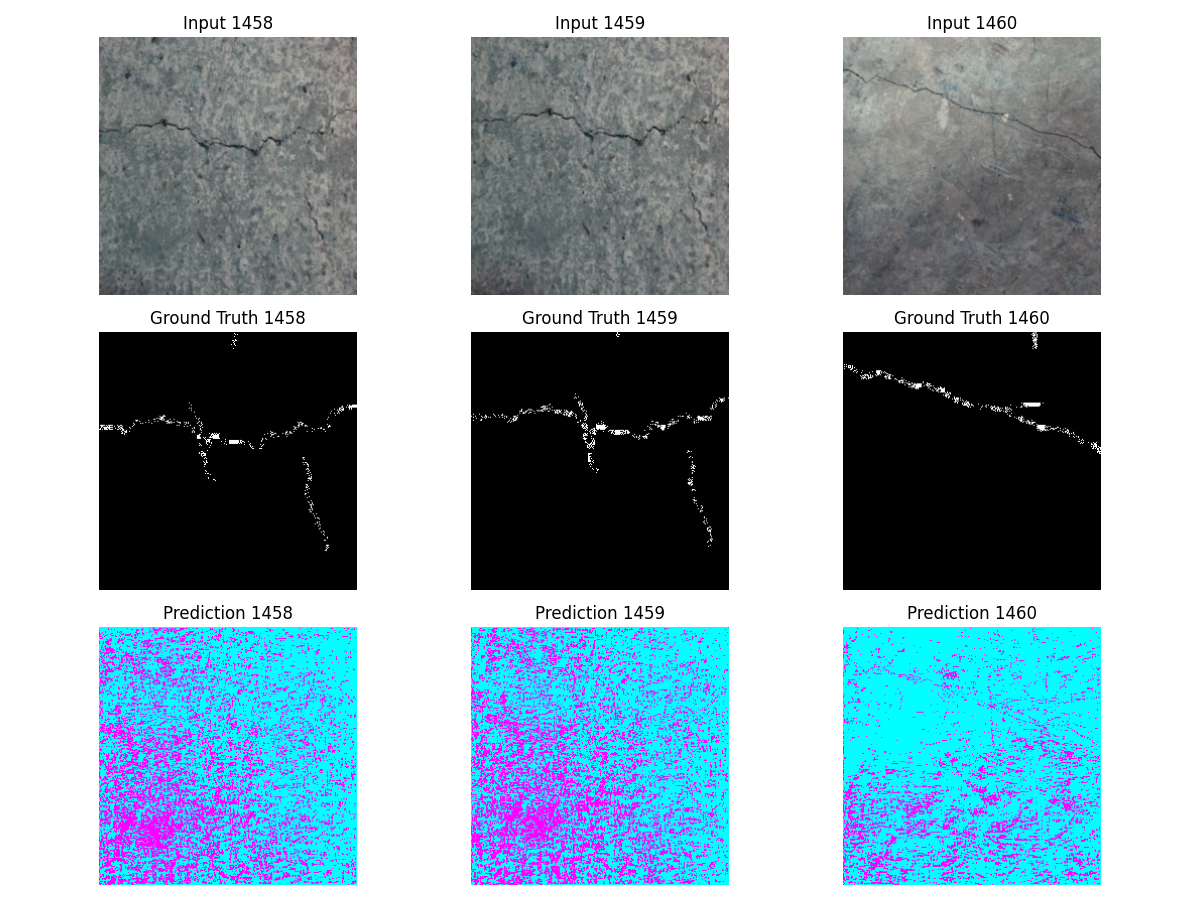 Input 1458
Input 1459
Input 1460
Ground Truth 1458
Ground Truth 1459
Ground Truth 1460
Prediction 1458
Prediction 1459
Prediction 1460